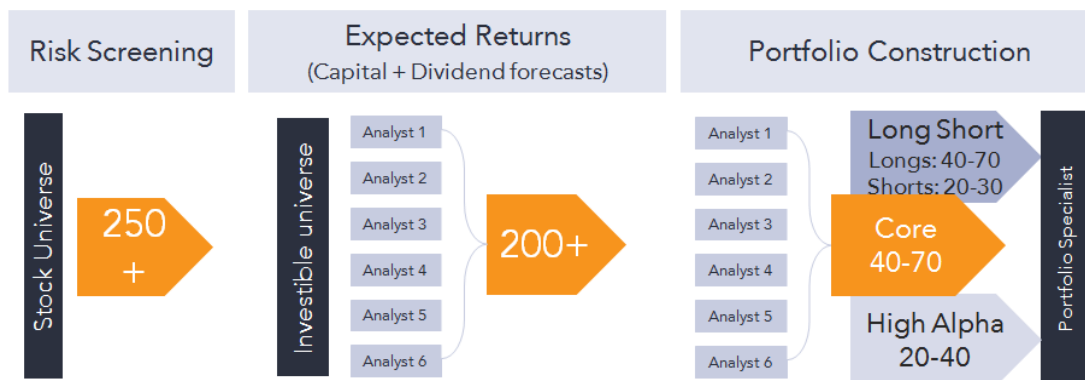 Risk Screening
Stock Universe
250
+
Expected Returns
(Capital + Dividend forecasts)
Investible universe
Analyst 1
Analyst 2
Analyst 3
Analyst 4
Analyst 5
Analyst 6
200+
Portfolio Construction
Analyst 1
Analyst 2
Analyst 3
Analyst 4
Analyst 5
Analyst 6
Long Short
Longs: 40-70
Shorts: 20-30
Core
40-70
High Alpha
20-40
Portfolio Specialist